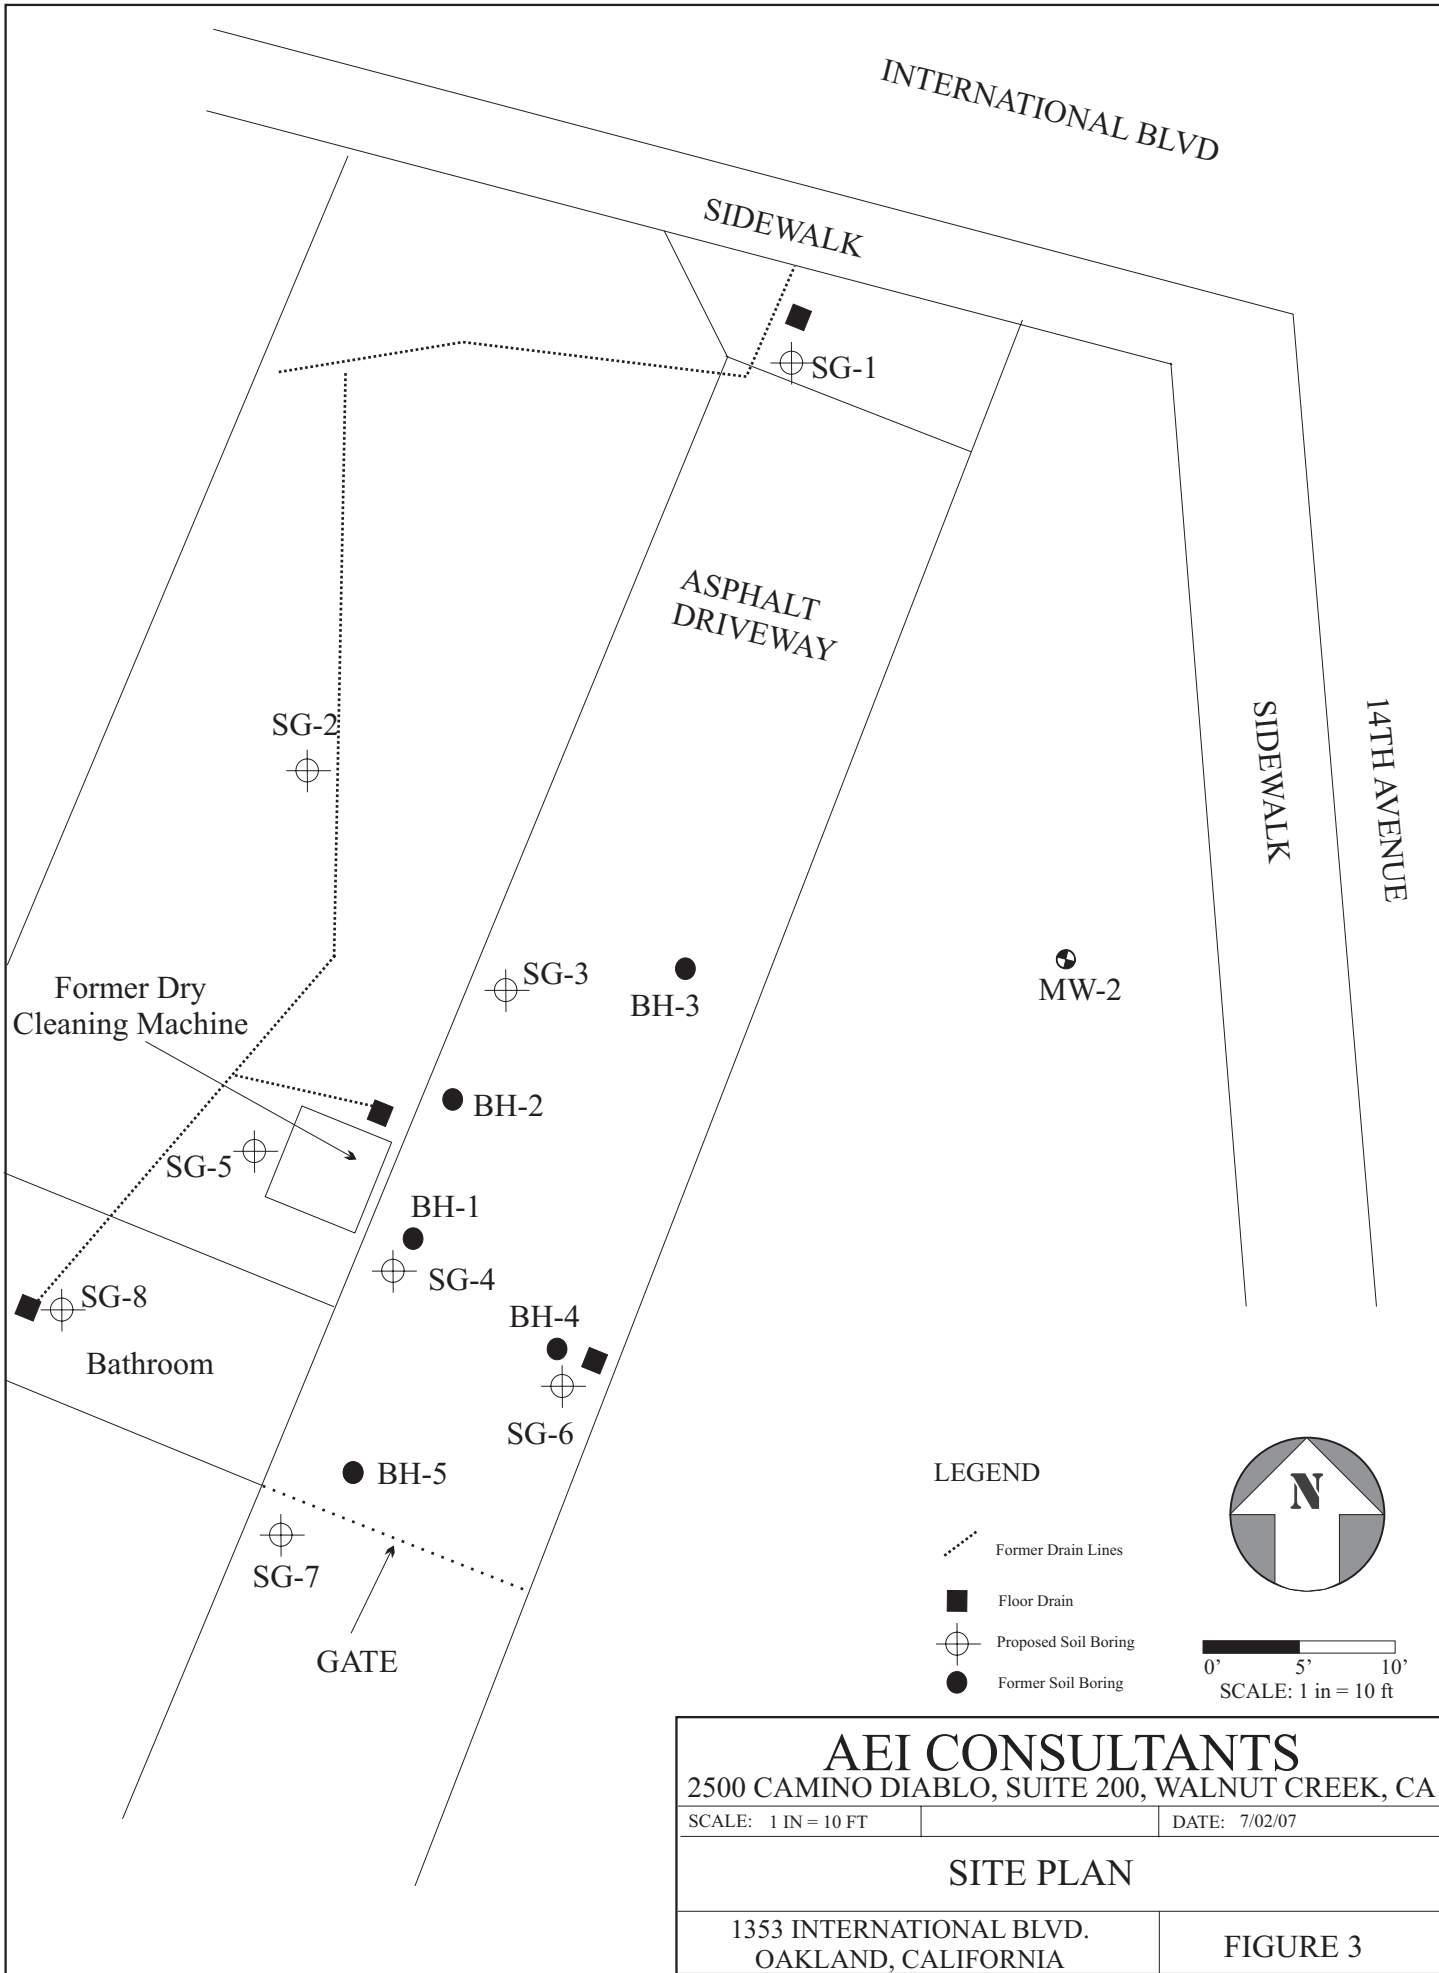 INTERNATIONAL BLVD
SIDEWALK
SG-1
ASPHALT
DRIVEWAY
SG-2
SIDEWALK
14TH AVENUE
SG-3
BH-3
MW-2
Former Dry
Cleaning Machine
BH-2
SG-5
BH-1
SG-4
SG-8
BH-4
Bathroom
SG-6
BH-5
SG-7
GATE
LEGEND
N
Former Drain Lines
Floor Drain
Proposed Soil Boring
Former Soil Boring
0’ 5’ 10’
SCALE: 1 in = 10 ft
AEI CONSULTANTS
2500 CAMINO DIABLO, SUITE 200, WALNUT CREEK, CA
SCALE: 1 IN = 10 FT
DATE: 7/02/07
SITE PLAN
1353 INTERNATIONAL BLVD.
OAKLAND, CALIFORNIA
FIGURE 3